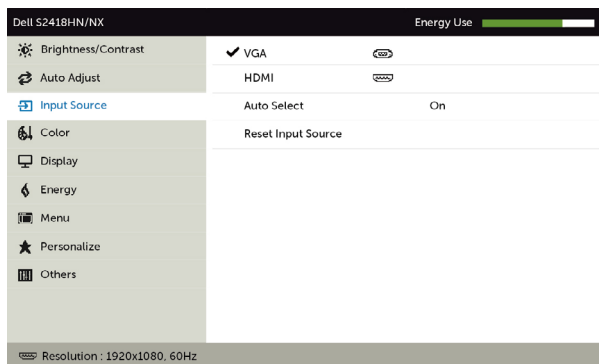 Dell S2418HN/NX Energy Use
Brightness/Contrast
Auto Adjust
Input Source
Color
Display
Energy
Menu
Personalize
Others
VGA
HDMI
Auto Select On
Reset Input Source
Resolution : 1920x1080, 60Hz